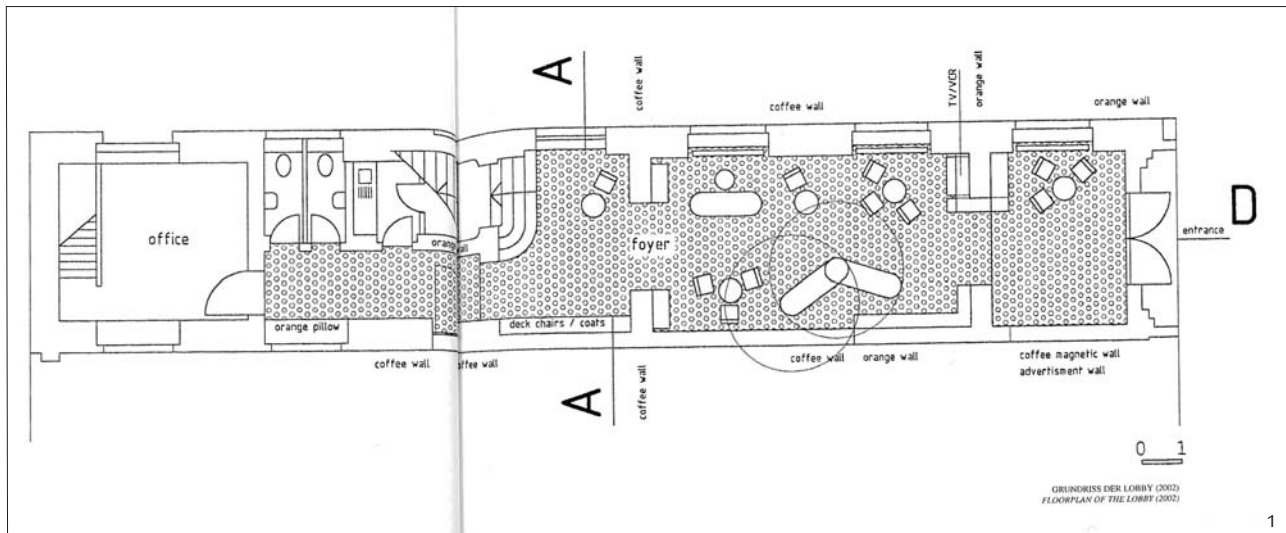 A
coffee wall
coffee wall
TV/VCR
orange wall
orange wall
office
orange wall
foyer
D
entrance
orange pillow
deck chairs / coats
coffee wall
coffee wall
A
coffee wall
coffee wall
orange wall
coffee magnetic wall
advertisment wall
0 1
GRUNDRISS DER LOBBY (2002)
FLOORPLAN OF THE LOBBY (2002)
1